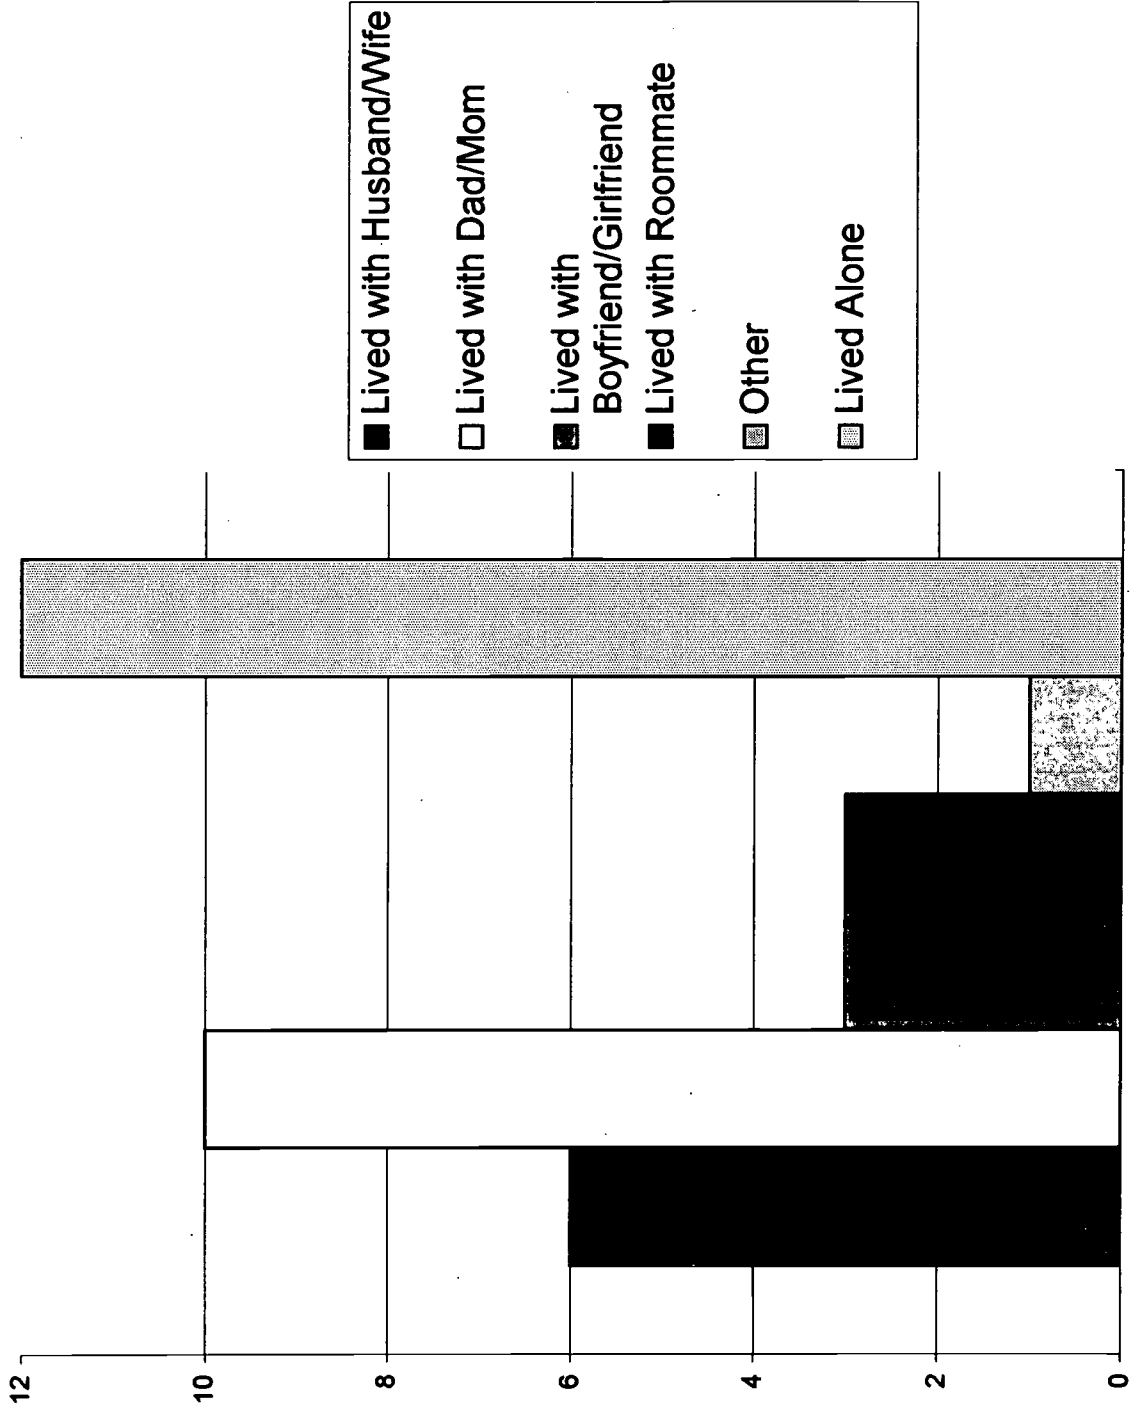 12
10
8
6
4
2
0
Lived with Husband/Wife
Lived with Dad/Mom
Lived with
Boyfriend/Girlfriend
Lived with Roommate
Other
Lived Alone